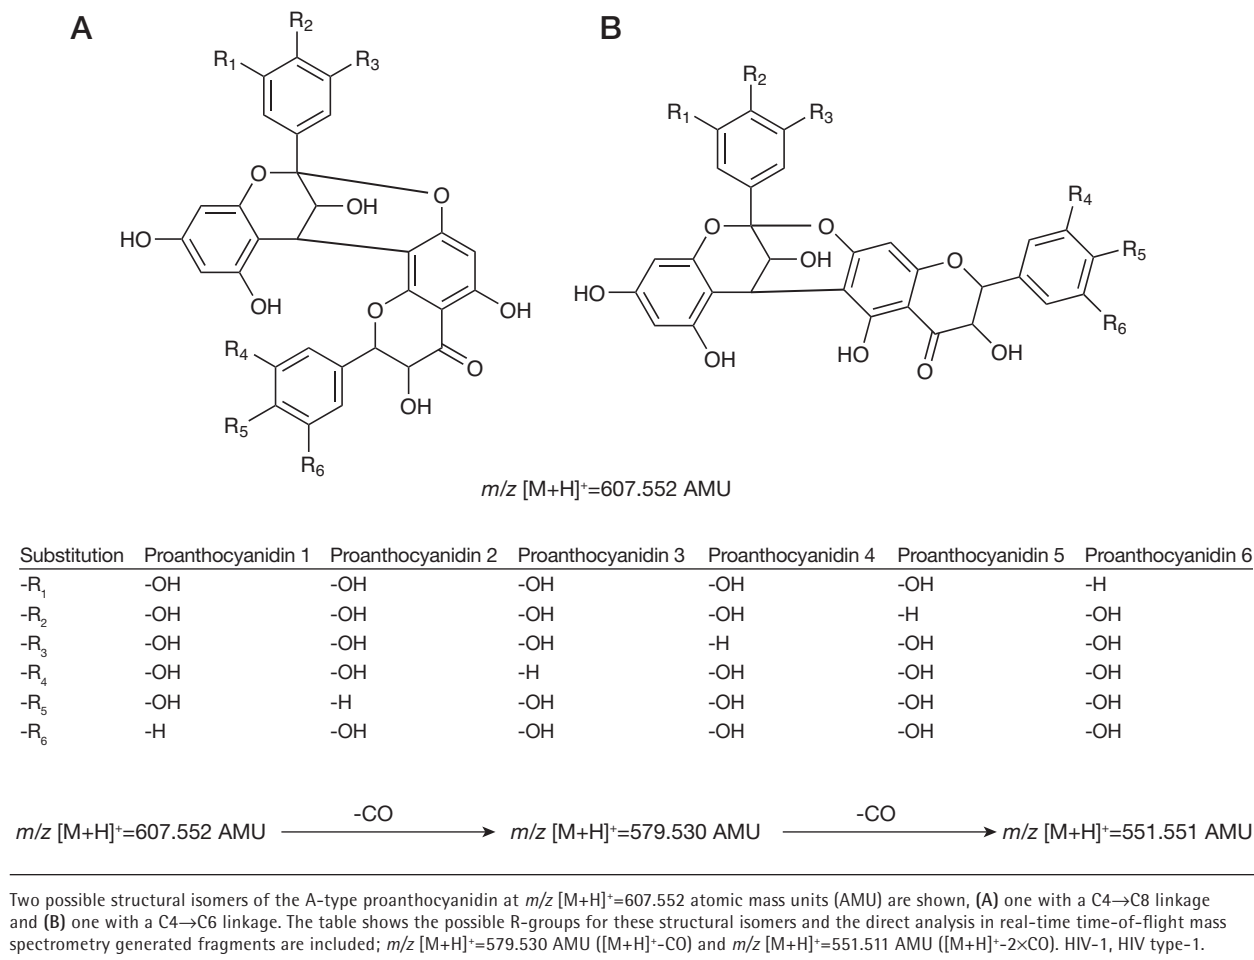 A
B
R2
R1
R3
O
OH
O
HO
OH
O
OH
R4
O
OH
R5
R6
R2
R1
R3
R4
O
O
R5
OH
O
HO
R6
OH
HO
O
OH
m/z [M+H]+=607.552 AMU
Substitution Proanthocyanidin 1 Proanthocyanidin 2 Proanthocyanidin 3 Proanthocyanidin 4 Proanthocyanidin 5 Proanthocyanidin 6
-R1 -OH -OH -OH -OH -OH -H
-R2 -OH -OH -OH -OH -H -OH
-R3 -OH -OH -OH -H -OH -OH
-R4 -OH -OH -H -OH -OH -OH
-R5 -OH -H -OH -OH -OH -OH
-R6 -H -OH -OH -OH -OH -OH
-CO -CO
m/z [M+H]+=607.552 AMU m/z [M+H]+=579.530 AMU m/z [M+H]+=551.551 AMU
Two possible structural isomers of the A-type proanthocyanidin at m/z [M+H]+=607.552 atomic mass units (AMU) are shown, (A) one with a C4→C8 linkage
and (B) one with a C4→C6 linkage. The table shows the possible R-groups for these structural isomers and the direct analysis in real-time time-of-flight mass
spectrometry generated fragments are included; m/z [M+H]+=579.530 AMU ([M+H]+-CO) and m/z [M+H]+=551.511 AMU ([M+H]+-2×CO). HIV-1, HIV type-1.